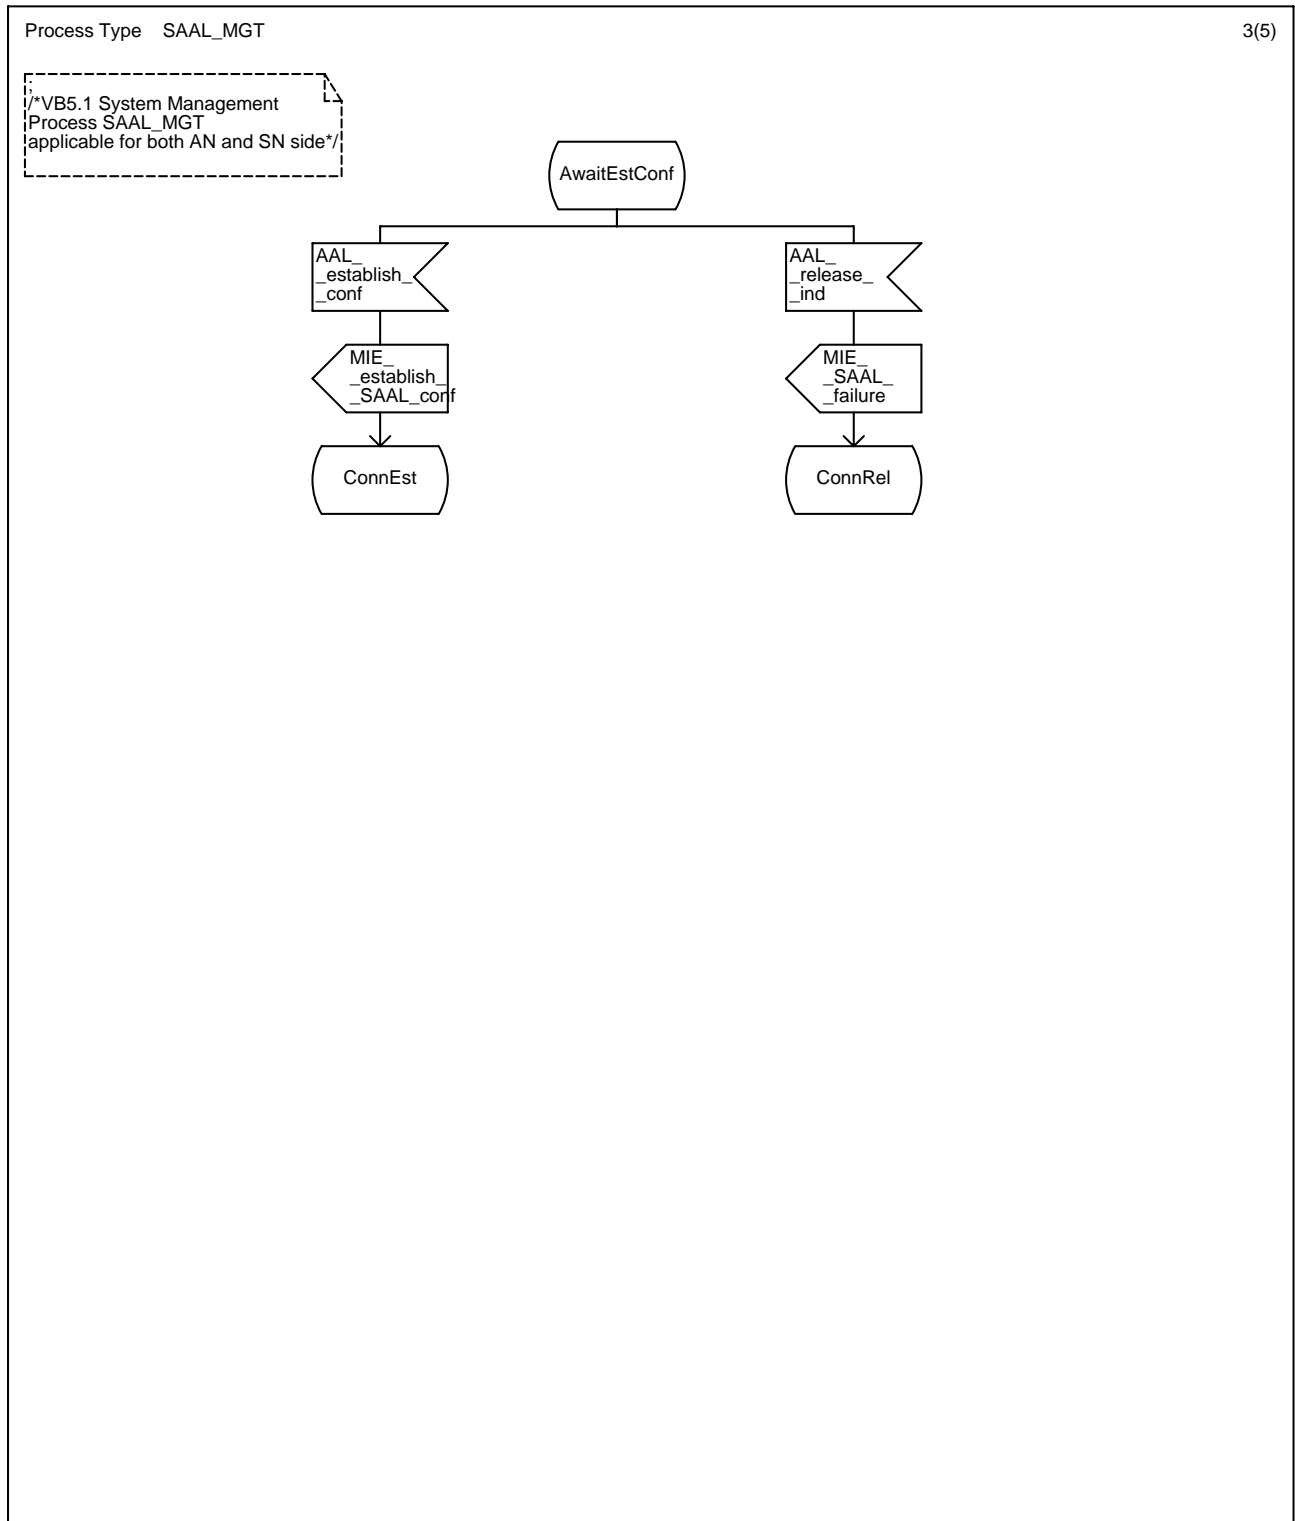 Process Type SAAL_MGT 3(5)
;
/*VB5.1 System Management
Process SAAL_MGT
applicable for both AN and SN side*/
AwaitEstConf
AAL_
_establish_
_conf
AAL_
_release_
_ind
MIE_
_establish_
_SAAL_conf
MIE_
_SAAL_
_failure
ConnEst
ConnRel